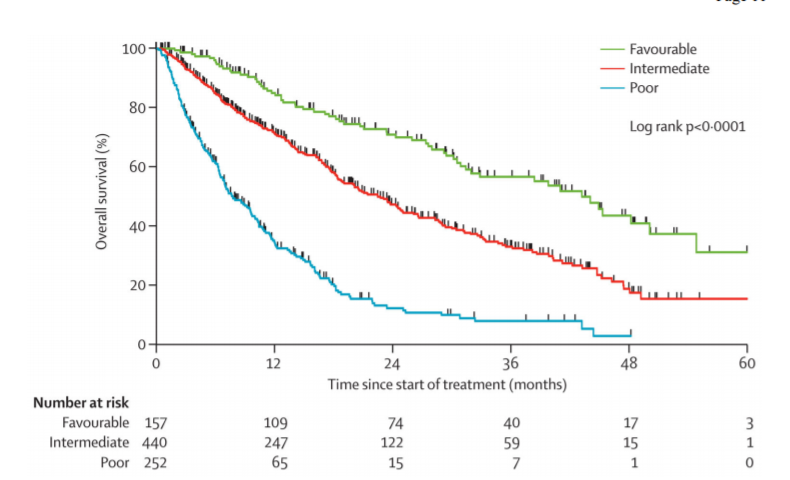 100
Favourable
Intermediate
Poor
Log rank p<0·0001
80
60
40
20
0
Overall survival (%)
0 12 24 36 48 60
Time since start of treatment (months)
Number at risk
Favourable 157 109 74 40 17 3
Intermediate 440 247 122 59 15 1
Poor 252 65 15 7 1 0